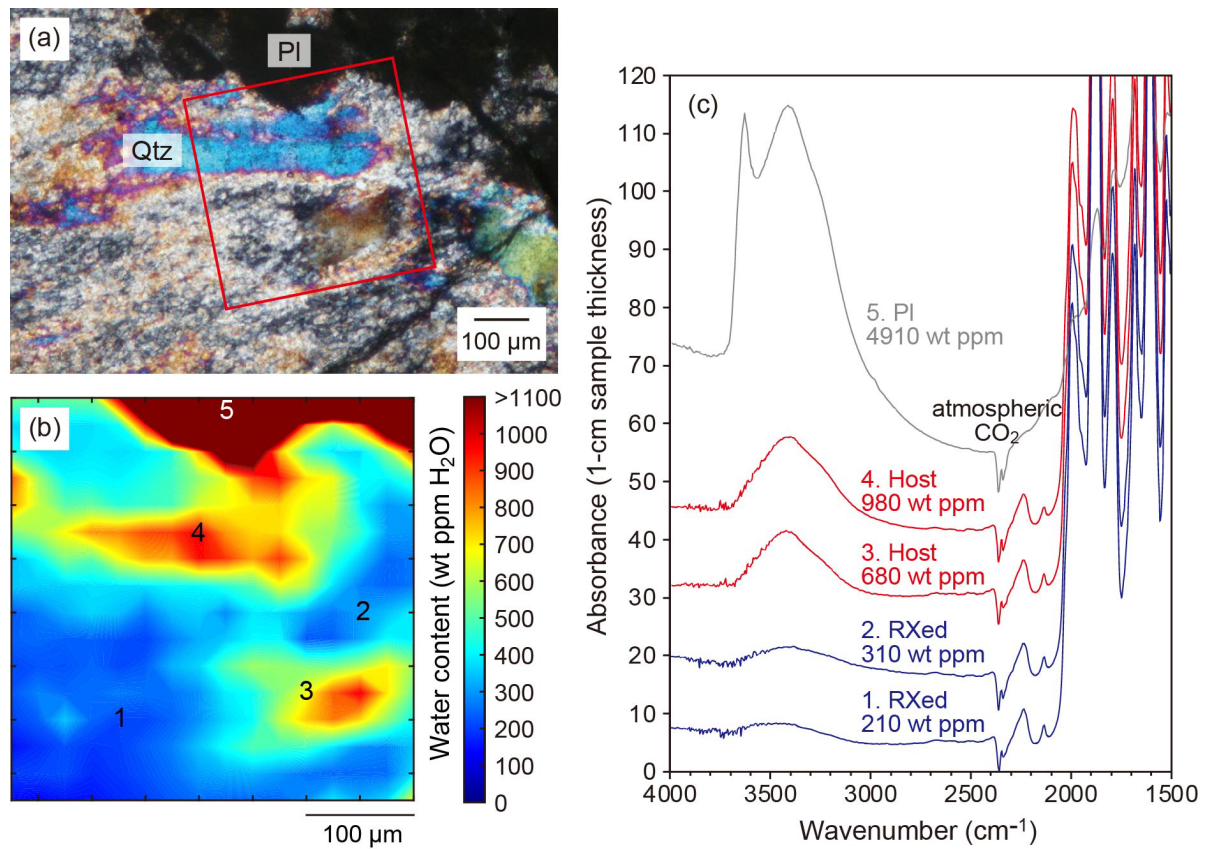 (a)
Pl
Qtz
100 µm
(b)
5
4
2
3
1
100 µm
>1100
1000
900
800
700
600
500
400
300
200
100
0
Water content (wt ppm H₂O)
(c)
120
110
100
90
80
70
60
50
40
30
20
10
0
Absorbance (1-cm sample thickness)
5. Pl
4910 wt ppm
atmospheric
CO₂
4. Host
980 wt ppm
3. Host
680 wt ppm
2. RXed
310 wt ppm
1. RXed
210 wt ppm
4000 3500 3000 2500 2000 1500
Wavenumber (cm⁻¹)